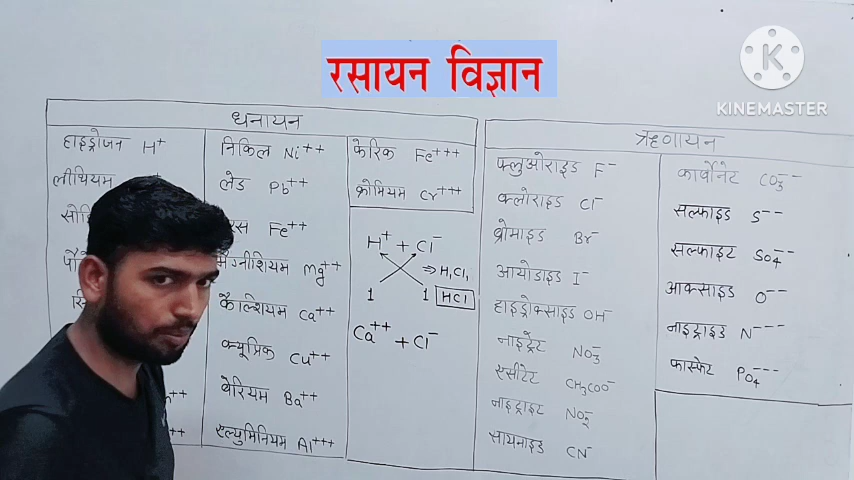 रसायन विज्ञान
KINEMASTER
धनायन
हाइड्रोजन H⁺
लीथियम
निकिल Ni⁺⁺
लेड Pb⁺⁺
Fe⁺⁺
मैग्नीशियम Mg⁺⁺
कैल्शियम Ca⁺⁺
क्यूप्रिक Cu⁺⁺
बेरियम Ba⁺⁺
एल्युमिनियम Al⁺⁺⁺
फेरिक Fe⁺⁺⁺
क्रोमियम Cr⁺⁺⁺
H⁺ + Cl⁻
⇒ H₁Cl₁
1 1 HCl
Ca⁺⁺ + Cl⁻
ऋणायन
फ्लुओराइड F⁻
क्लोराइड Cl⁻
ब्रोमाइड Br⁻
आयोडाइड I⁻
हाइड्रोक्साइड OH⁻
नाइट्रेट NO₃⁻
एसीटेट CH₃COO⁻
नाइट्राइट NO₂⁻
सायनाइड CN⁻
कार्बोनेट CO₃⁻⁻
सल्फाइड S⁻⁻
सल्फाइट SO₄⁻⁻
आक्साइड O⁻⁻
नाइट्राइड N⁻⁻⁻
फास्फेट PO₄⁻⁻⁻